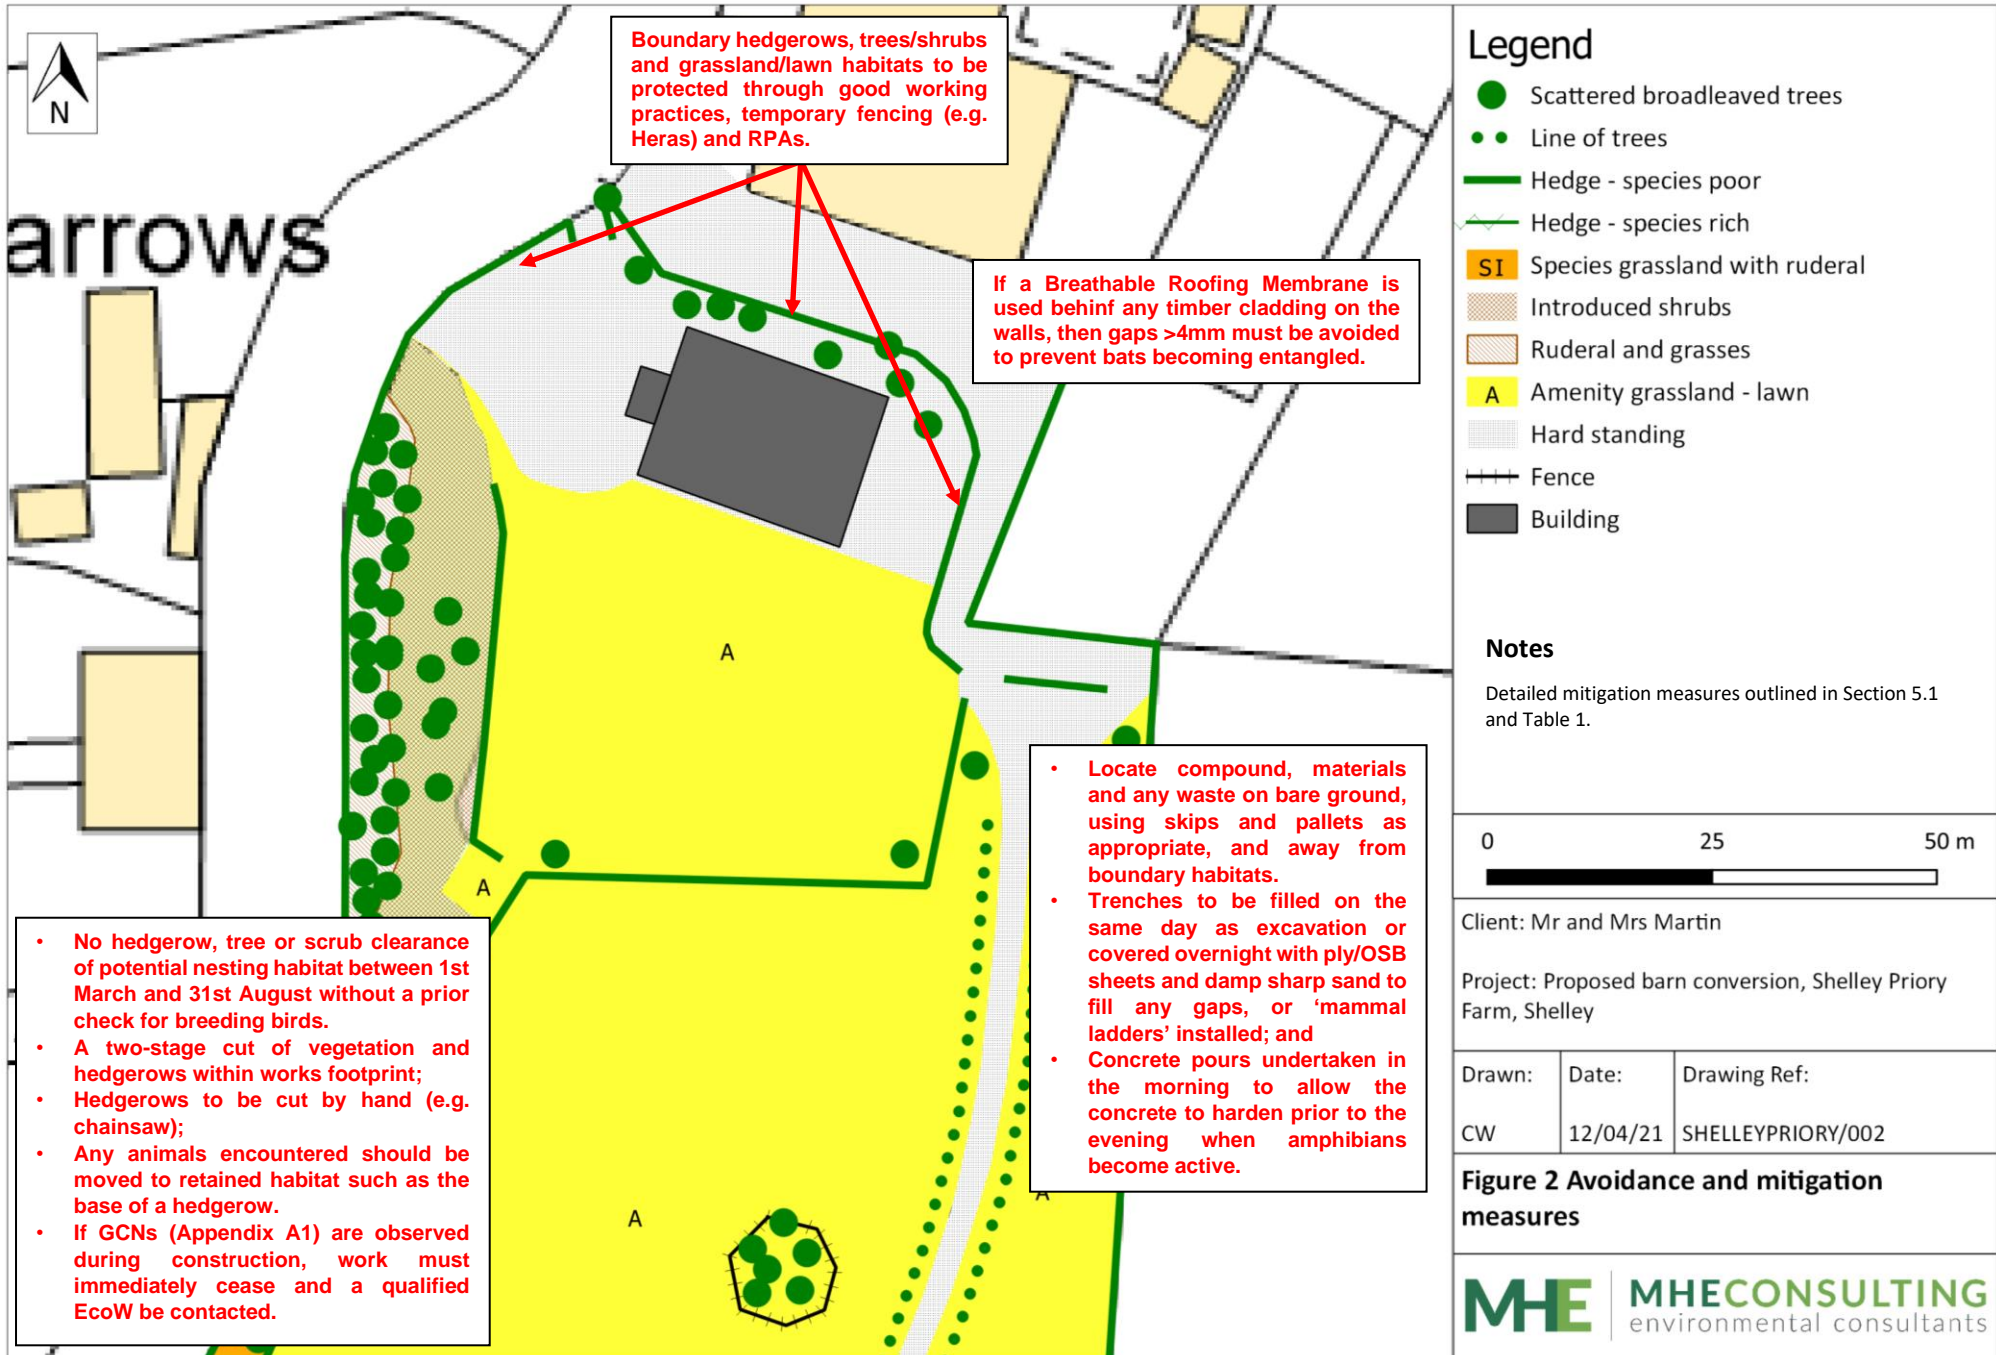 N
arrows
Boundary hedgerows, trees/shrubs
and grassland/lawn habitats to be
protected through good working
practices, temporary fencing (e.g.
Heras) and RPAs.
If a Breathable Roofing Membrane is
used behinf any timber cladding on the
walls, then gaps >4mm must be avoided
to prevent bats becoming entangled.
A
A
A
A
• No hedgerow, tree or scrub clearance
of potential nesting habitat between 1st
March and 31st August without a prior
check for breeding birds.
• A two-stage cut of vegetation and
hedgerows within works footprint;
• Hedgerows to be cut by hand (e.g.
chainsaw);
• Any animals encountered should be
moved to retained habitat such as the
base of a hedgerow.
• If GCNs (Appendix A1) are observed
during construction, work must
immediately cease and a qualified
EcoW be contacted.
• Locate compound, materials
and any waste on bare ground,
using skips and pallets as
appropriate, and away from
boundary habitats.
• Trenches to be filled on the
same day as excavation or
covered overnight with ply/OSB
sheets and damp sharp sand to
fill any gaps, or ‘mammal
ladders’ installed; and
• Concrete pours undertaken in
the morning to allow the
concrete to harden prior to the
evening when amphibians
become active.
Legend
Scattered broadleaved trees
Line of trees
Hedge - species poor
Hedge - species rich
SI Species grassland with ruderal
Introduced shrubs
Ruderal and grasses
A Amenity grassland - lawn
Hard standing
Fence
Building
Notes
Detailed mitigation measures outlined in Section 5.1
and Table 1.
0 25 50 m
Client: Mr and Mrs Martin
Project: Proposed barn conversion, Shelley Priory
Farm, Shelley
Drawn: Date: Drawing Ref:
CW 12/04/21 SHELLEYPRIORY/002
Figure 2 Avoidance and mitigation
measures
MHE MHECONSULTING
environmental consultants